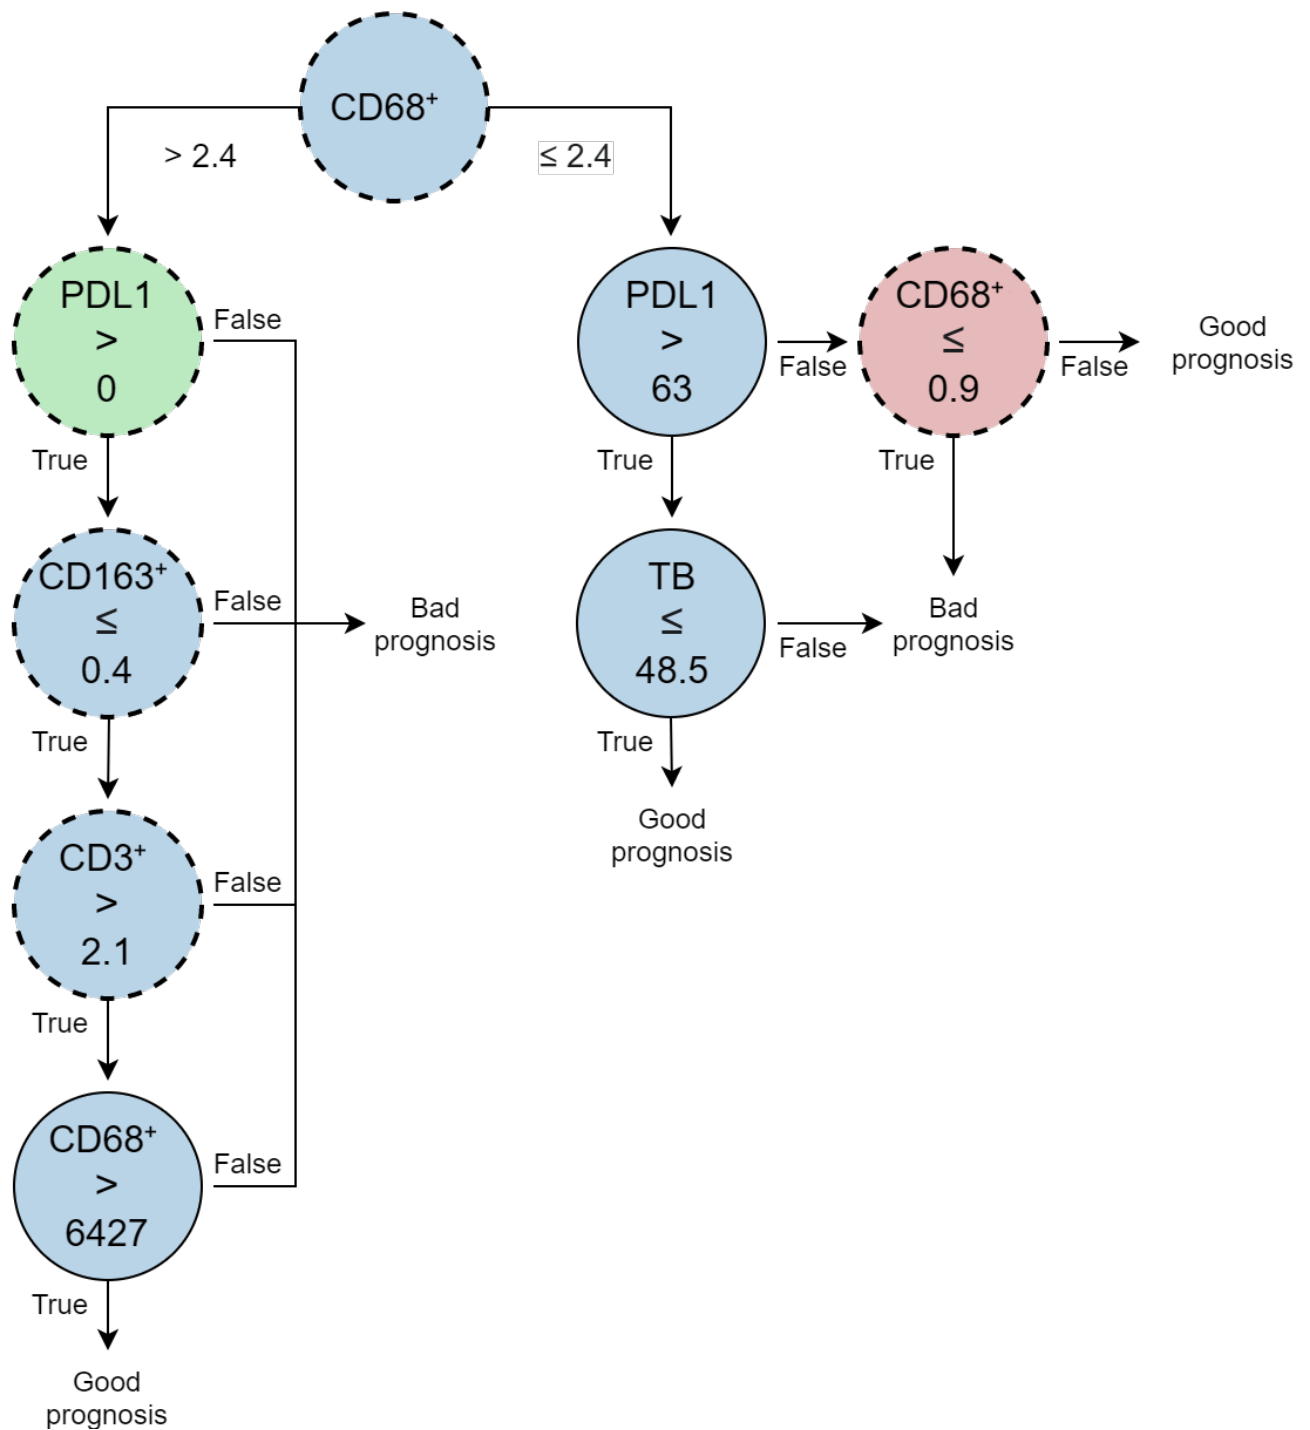 CD68⁺
> 2.4
≤ 2.4
PDL1
>
0
False
True
PDL1
>
63
False
True
CD68⁺
≤
0.9
False
True
Good
prognosis
CD163⁺
≤
0.4
False
True
Bad
prognosis
TB
≤
48.5
False
True
Bad
prognosis
Good
prognosis
CD3⁺
>
2.1
False
True
CD68⁺
>
6427
False
True
Good
prognosis